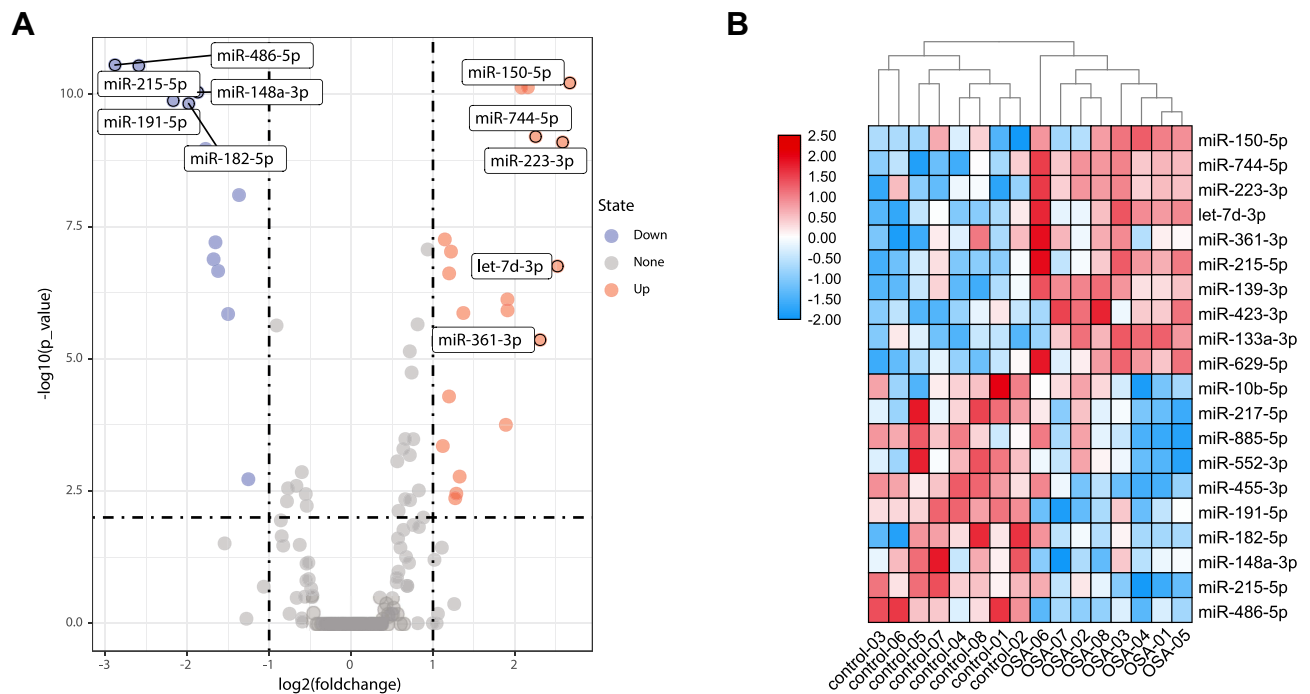 A
miR-486-5p
miR-215-5p
miR-148a-3p
miR-191-5p
miR-182-5p
miR-150-5p
miR-744-5p
miR-223-3p
let-7d-3p
miR-361-3p
10.0
7.5
5.0
2.5
0.0
-log10(p_value)
-3
-2
-1
0
1
2
log2(foldchange)
State
Down
None
Up
B
2.50
2.00
1.50
1.00
0.50
0.00
-0.50
-1.00
-1.50
-2.00
miR-150-5p
miR-744-5p
miR-223-3p
let-7d-3p
miR-361-3p
miR-215-5p
miR-139-3p
miR-423-3p
miR-133a-3p
miR-629-5p
miR-10b-5p
miR-217-5p
miR-885-5p
miR-552-3p
miR-455-3p
miR-191-5p
miR-182-5p
miR-148a-3p
miR-215-5p
miR-486-5p
control-03
control-06
control-05
control-07
control-04
control-08
control-01
control-02
OSA-06
OSA-07
OSA-02
OSA-08
OSA-03
OSA-04
OSA-01
OSA-05